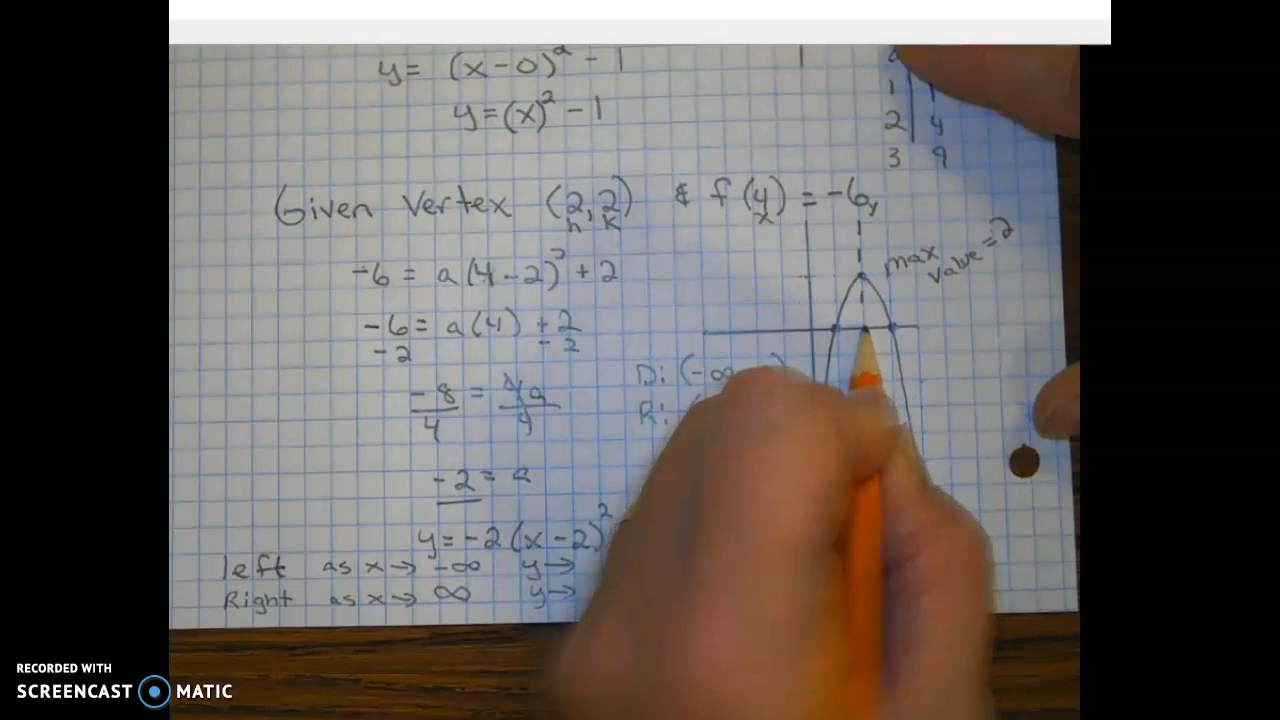 y = (x - 0)² - 1
y = (x)² - 1
1 1
2 4
3 9
Given Vertex (2, 2) & f(4) = -6,
h k x
max value = 2
-6 = a(4 - 2)² + 2
-6 = a(4) + 2
-2 -2
-8 = 4a
4 4
D: (-∞
R: (
-2 = a
y = -2(x - 2)²
left as x → -∞ y →
Right as x → ∞ y →
RECORDED WITH
SCREENCAST MATIC